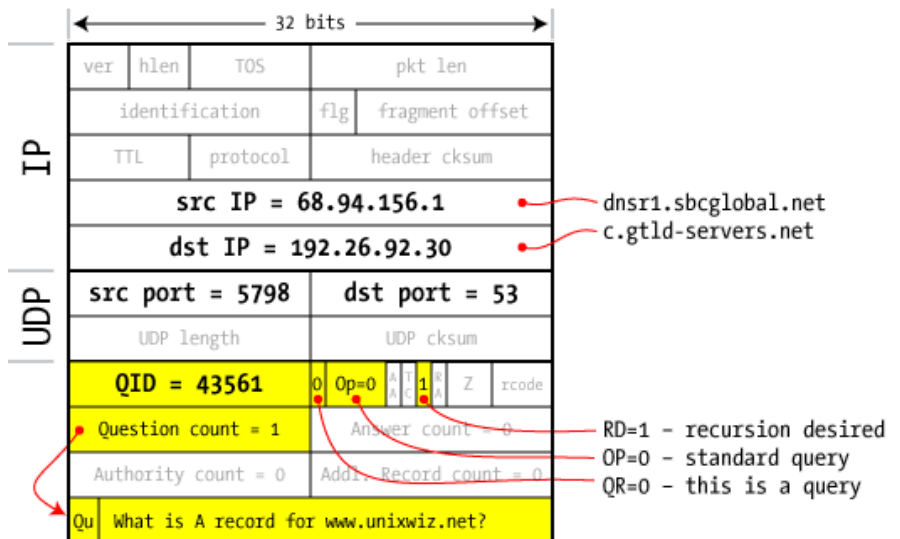 32 bits
IP
ver hlen TOS pkt len
identification flg fragment offset
TTL protocol header cksum
src IP = 68.94.156.1 dnsr1.sbcglobal.net
dst IP = 192.26.92.30 c.gtld-servers.net
UDP
src port = 5798 dst port = 53
UDP length UDP cksum
QID = 43561 0 Op=0 AA TC 1 RA Z rcode
Question count = 1 Answer count = 0 RD=1 – recursion desired
OP=0 – standard query
Authority count = 0 Addl. Record count = 0 QR=0 – this is a query
Qu What is A record for www.unixwiz.net?